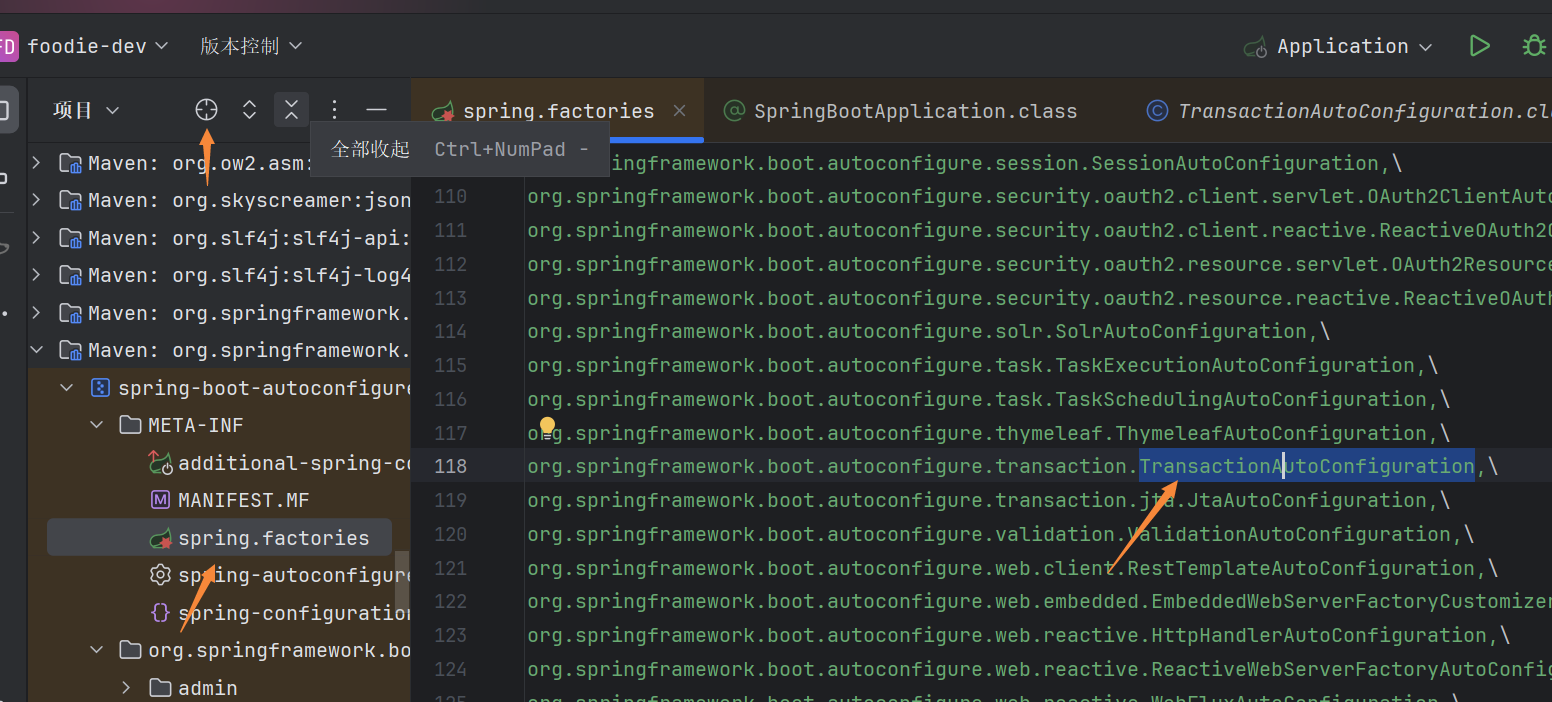 FD foodie-dev 版本控制 Application
项目
spring.factories SpringBootApplication.class TransactionAutoConfiguration.cl
全部收起 Ctrl+NumPad -
Maven: org.ow2.asm:
Maven: org.skyscreamer:json
Maven: org.slf4j:slf4j-api:
Maven: org.slf4j:slf4j-log4
Maven: org.springframework.
Maven: org.springframework.
spring-boot-autoconfigure
META-INF
additional-spring-co
MANIFEST.MF
spring.factories
spring-autoconfigure
spring-configuration
org.springframework.bo
admin
.springframework.boot.autoconfigure.session.SessionAutoConfiguration,\
110 org.springframework.boot.autoconfigure.security.oauth2.client.servlet.OAuth2ClientAuto
111 org.springframework.boot.autoconfigure.security.oauth2.client.reactive.ReactiveOAuth2C
112 org.springframework.boot.autoconfigure.security.oauth2.resource.servlet.OAuth2Resource
113 org.springframework.boot.autoconfigure.security.oauth2.resource.reactive.ReactiveOAuth
114 org.springframework.boot.autoconfigure.solr.SolrAutoConfiguration,\
115 org.springframework.boot.autoconfigure.task.TaskExecutionAutoConfiguration,\
116 org.springframework.boot.autoconfigure.task.TaskSchedulingAutoConfiguration,\
117 org.springframework.boot.autoconfigure.thymeleaf.ThymeleafAutoConfiguration,\
118 org.springframework.boot.autoconfigure.transaction.TransactionAutoConfiguration,\
119 org.springframework.boot.autoconfigure.transaction.jta.JtaAutoConfiguration,\
120 org.springframework.boot.autoconfigure.validation.ValidationAutoConfiguration,\
121 org.springframework.boot.autoconfigure.web.client.RestTemplateAutoConfiguration,\
122 org.springframework.boot.autoconfigure.web.embedded.EmbeddedWebServerFactoryCustomizer
123 org.springframework.boot.autoconfigure.web.reactive.HttpHandlerAutoConfiguration,\
124 org.springframework.boot.autoconfigure.web.reactive.ReactiveWebServerFactoryAutoConfig
125 org.springframework.boot.autoconfigure.web.reactive.WebFluxAutoConfiguration,\